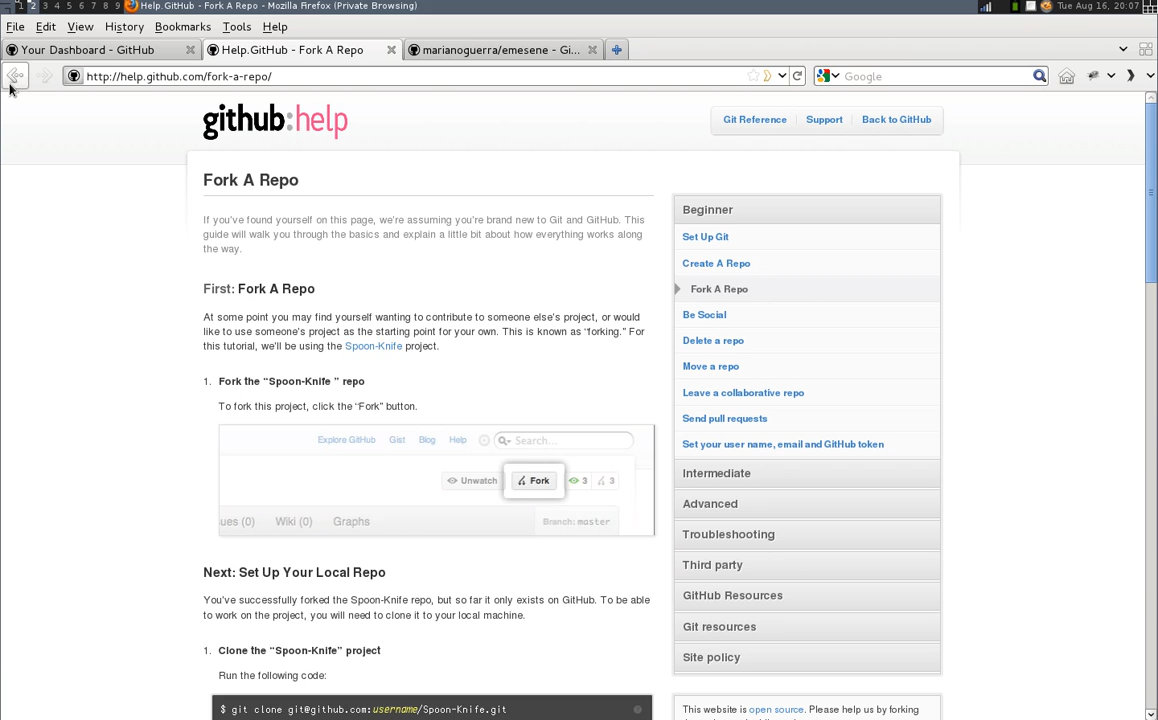 1 2 3 4 5 6 7 8 9 Help.GitHub - Fork A Repo - Mozilla Firefox (Private Browsing) Tue Aug 16, 20:07
File Edit View History Bookmarks Tools Help
Your Dashboard - GitHub Help.GitHub - Fork A Repo marianoguerra/emesene - Gi...
http://help.github.com/fork-a-repo/ Google
github:help
Git Reference Support Back to GitHub
Fork A Repo
If you've found yourself on this page, we're assuming you're brand new to Git and GitHub. This
guide will walk you through the basics and explain a little bit about how everything works along
the way.
First: Fork A Repo
At some point you may find yourself wanting to contribute to someone else's project, or would
like to use someone's project as the starting point for your own. This is known as “forking.” For
this tutorial, we'll be using the Spoon-Knife project.
1. Fork the “Spoon-Knife ” repo
To fork this project, click the “Fork” button.
Explore GitHub Gist Blog Help Search...
Unwatch Fork 3 3
ues (0) Wiki (0) Graphs Branch: master
Next: Set Up Your Local Repo
You've successfully forked the Spoon-Knife repo, but so far it only exists on GitHub. To be able
to work on the project, you will need to clone it to your local machine.
1. Clone the “Spoon-Knife” project
Run the following code:
$ git clone git@github.com:username/Spoon-Knife.git
Beginner
Set Up Git
Create A Repo
Fork A Repo
Be Social
Delete a repo
Move a repo
Leave a collaborative repo
Send pull requests
Set your user name, email and GitHub token
Intermediate
Advanced
Troubleshooting
Third party
GitHub Resources
Git resources
Site policy
This website is open source. Please help us by forking